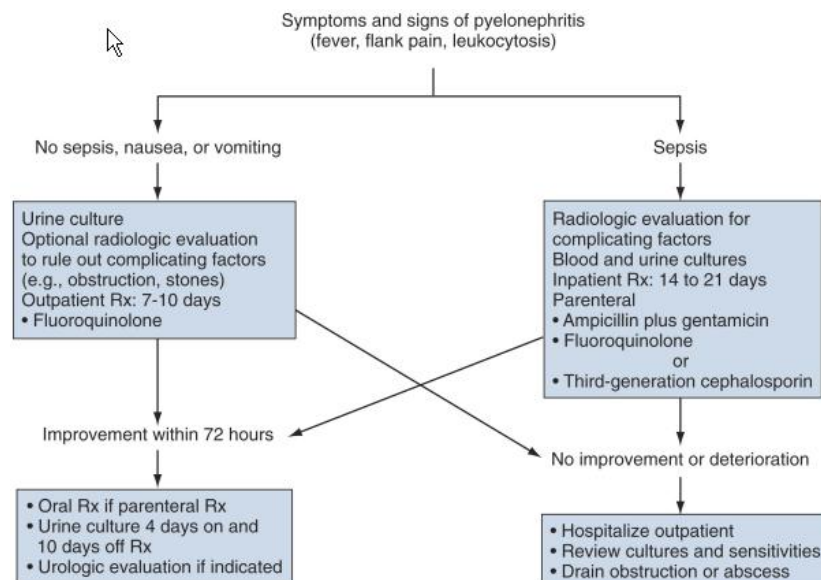 Symptoms and signs of pyelonephritis
(fever, flank pain, leukocytosis)
No sepsis, nausea, or vomiting
Sepsis
Urine culture
Optional radiologic evaluation
to rule out complicating factors
(e.g., obstruction, stones)
Outpatient Rx: 7-10 days
• Fluoroquinolone
Radiologic evaluation for
complicating factors
Blood and urine cultures
Inpatient Rx: 14 to 21 days
Parenteral
• Ampicillin plus gentamicin
• Fluoroquinolone
or
• Third-generation cephalosporin
Improvement within 72 hours
No improvement or deterioration
• Oral Rx if parenteral Rx
• Urine culture 4 days on and
10 days off Rx
• Urologic evaluation if indicated
• Hospitalize outpatient
• Review cultures and sensitivities
• Drain obstruction or abscess